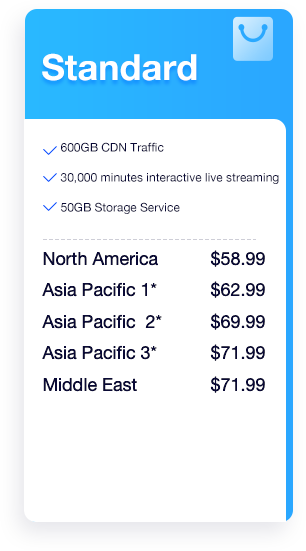 Standard
600GB CDN Traffic
30,000 minutes interactive live streaming
50GB Storage Service
North America $58.99
Asia Pacific 1* $62.99
Asia Pacific 2* $69.99
Asia Pacific 3* $71.99
Middle East $71.99